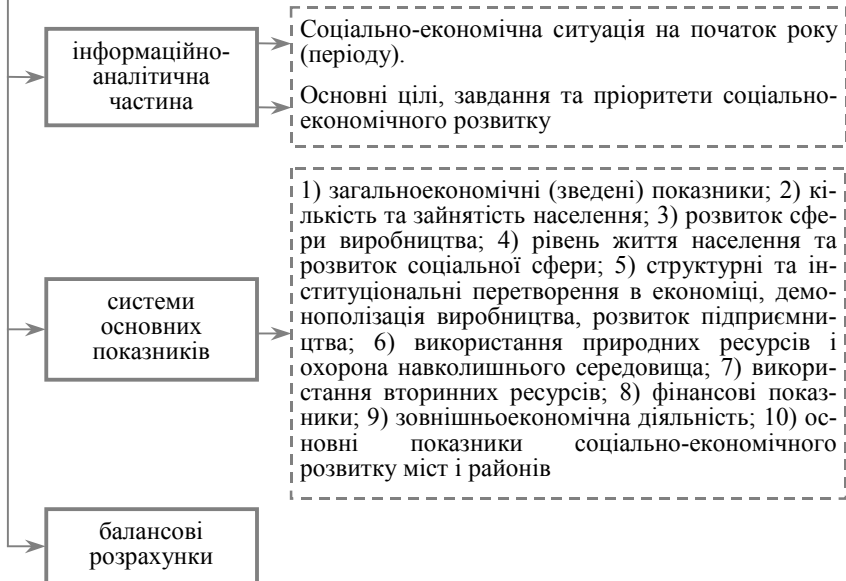 інформаційно-
аналітична
частина
Соціально-економічна ситуація на початок року
(періоду).
Основні цілі, завдання та пріоритети соціально-
економічного розвитку
системи
основних
показників
1) загальноекономічні (зведені) показники; 2) кі-
лькість та зайнятість населення; 3) розвиток сфе-
ри виробництва; 4) рівень життя населення та
розвиток соціальної сфери; 5) структурні та ін-
ституціональні перетворення в економіці, демо-
нополізація виробництва, розвиток підприємни-
цтва; 6) використання природних ресурсів і
охорона навколишнього середовища; 7) викори-
стання вторинних ресурсів; 8) фінансові показ-
ники; 9) зовнішньоекономічна діяльність; 10) ос-
новні показники соціально-економічного
розвитку міст і районів
балансові
розрахунки